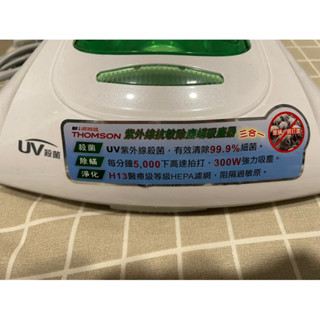 THOMSON 紫外線抗敏除塵蟎吸塵器 三合一
UV殺菌
殺菌 UV紫外線殺菌，有效清除99.9%細菌。
除蟎 每分鐘5,000下高速拍打，300W強力吸塵。
淨化 H13醫療級等級HEPA濾網，阻隔過敏原。